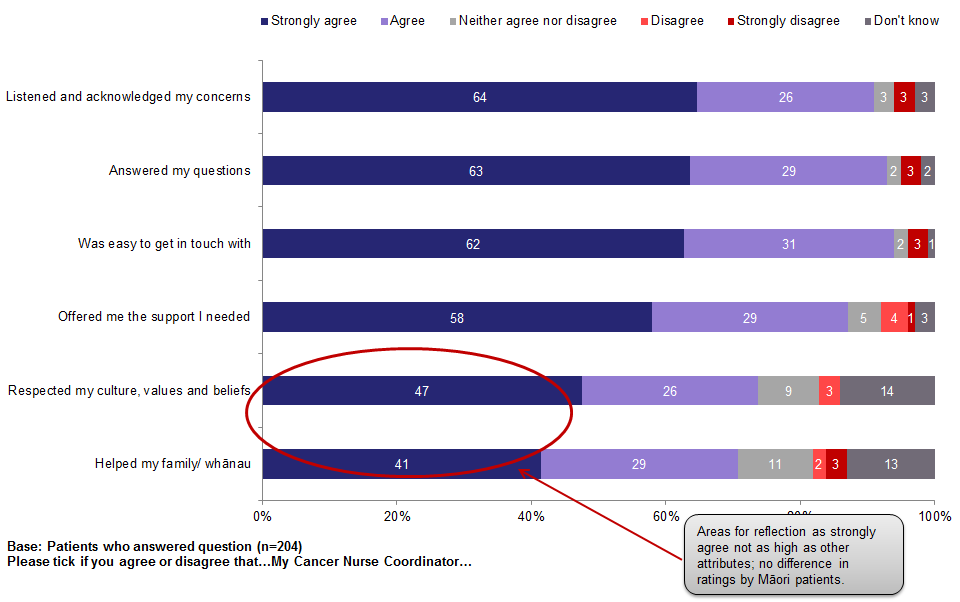 Strongly agree Agree Neither agree nor disagree Disagree Strongly disagree Don't know
Listened and acknowledged my concerns 64 26 3 3 3
Answered my questions 63 29 2 3 2
Was easy to get in touch with 62 31 2 3 1
Offered me the support I needed 58 29 5 4 1 3
Respected my culture, values and beliefs 47 26 9 3 14
Helped my family/ whānau 41 29 11 2 3 13
0% 20% 40% 60% 80% 100%
Areas for reflection as strongly
agree not as high as other
attributes; no difference in
ratings by Māori patients.
Base: Patients who answered question (n=204)
Please tick if you agree or disagree that…My Cancer Nurse Coordinator…